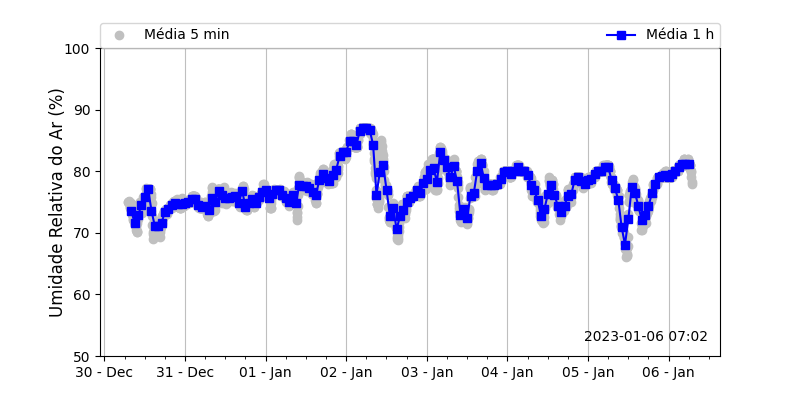 Média 5 min
Média 1 h
Umidade Relativa do Ar (%)
100
90
80
70
60
50
2023-01-06 07:02
30 - Dec
31 - Dec
01 - Jan
02 - Jan
03 - Jan
04 - Jan
05 - Jan
06 - Jan